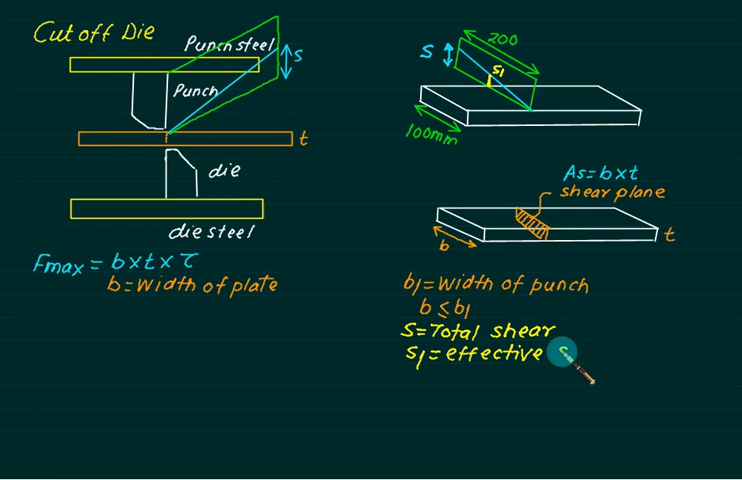 Cut off Die
Punch steel
S
Punch
t
die
die steel
Fmax = b×t×τ
b=Width of plate
200
S
S1
100mm
As=b×t
shear plane
b
t
b1=Width of punch
b≤b1
S=Total shear
S1=effective s